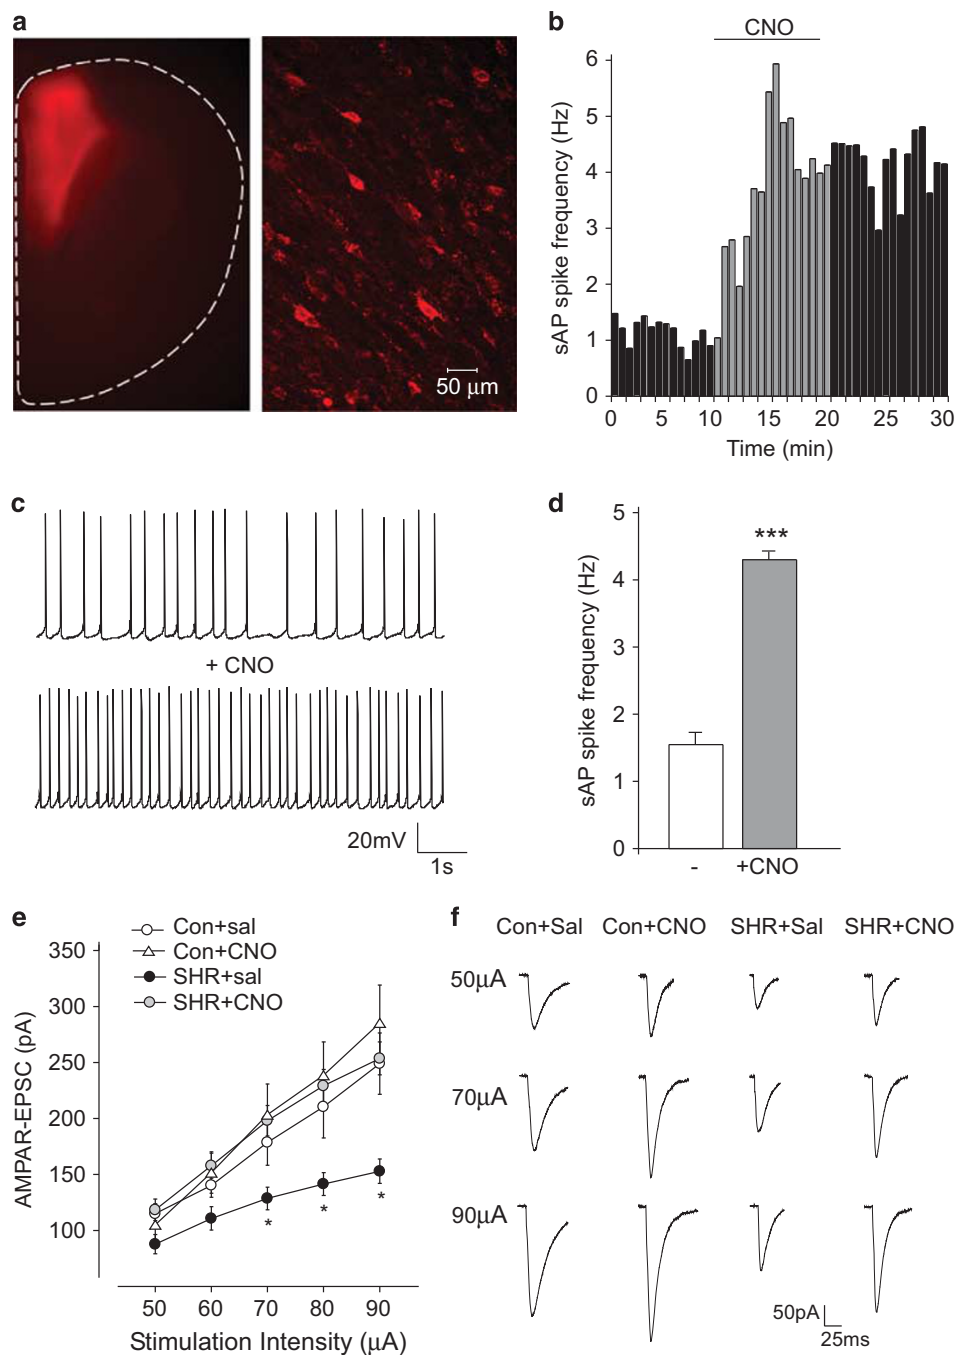 a
50 μm
b
CNO
sAP spike frequency (Hz)
6
5
4
3
2
1
0
0 5 10 15 20 25 30
Time (min)
c
+ CNO
20mV
1s
d
sAP spike frequency (Hz)
5
4
3
2
1
0
***
- +CNO
e
Con+sal
Con+CNO
SHR+sal
SHR+CNO
AMPAR-EPSC (pA)
350
300
250
200
150
100
* * *
50 60 70 80 90
Stimulation Intensity (μA)
f
Con+Sal Con+CNO SHR+Sal SHR+CNO
50μA
70μA
90μA
50pA
25ms